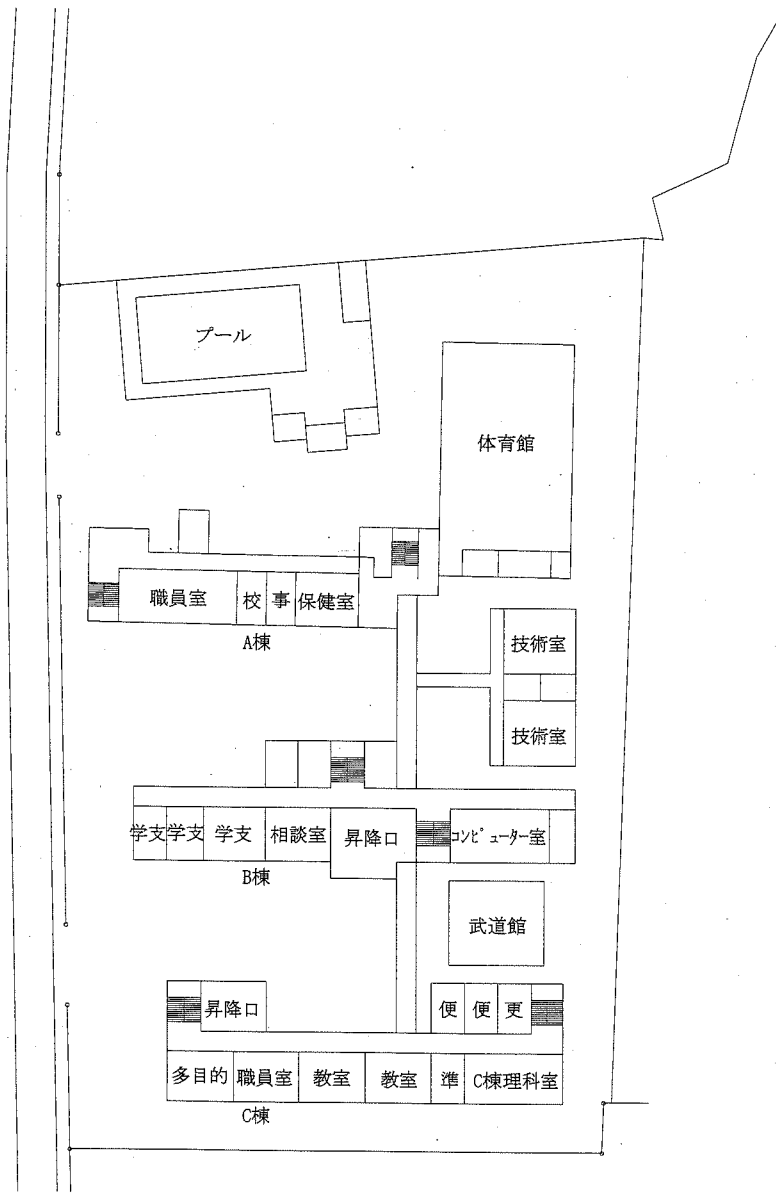 プール
体育館
職員室 校 事 保健室
A棟
技術室
技術室
学支 学支 学支 相談室 昇降口 コンピューター室
B棟
武道館
昇降口 便 便 更
多目的 職員室 教室 教室 準 C棟理科室
C棟